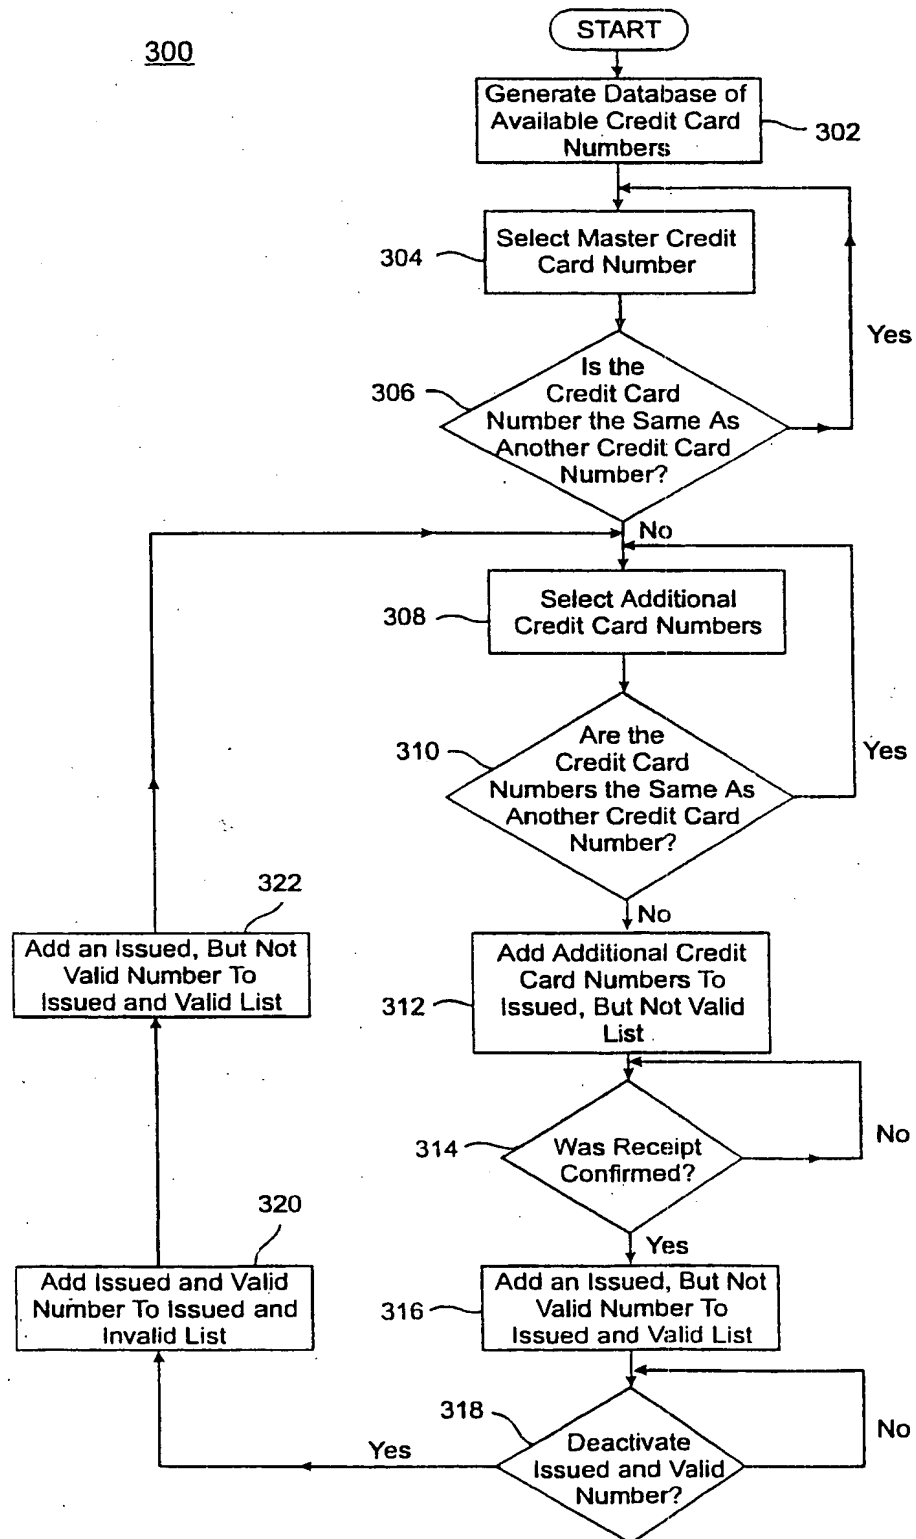 300
START
Generate Database of
Available Credit Card
Numbers
302
Select Master Credit
Card Number
304
Yes
Is the
Credit Card
Number the Same As
Another Credit Card
Number?
306
No
Select Additional
Credit Card Numbers
308
Are the
Credit Card
Numbers the Same As
Another Credit Card
Number?
310
Yes
No
322
Add an Issued, But Not
Valid Number To
Issued and Valid List
Add Additional Credit
Card Numbers To
Issued, But Not Valid
List
312
Was Receipt
Confirmed?
314
No
Yes
320
Add Issued and Valid
Number To Issued and
Invalid List
Add an Issued, But Not
Valid Number To
Issued and Valid List
316
318
Deactivate
Issued and Valid
Number?
No
Yes